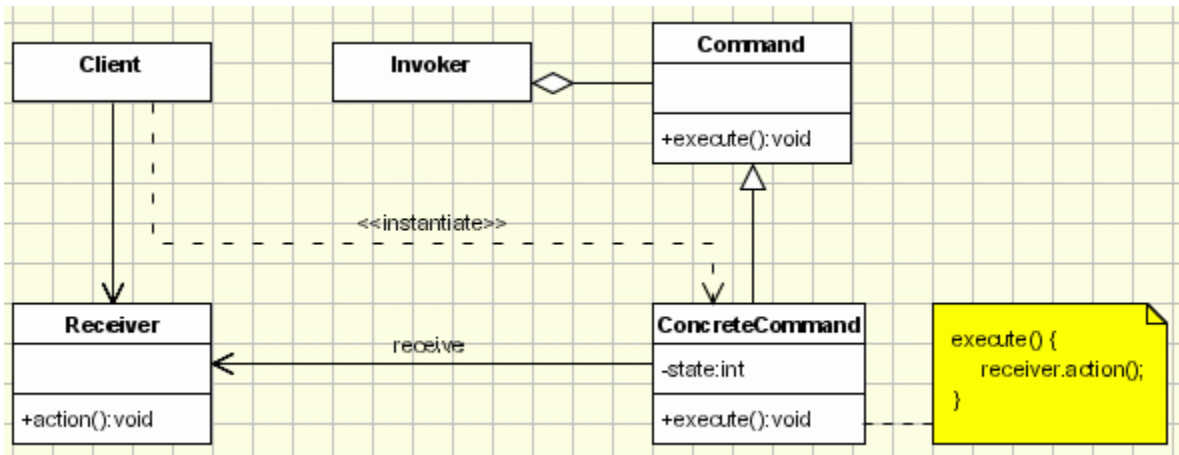 Client
Invoker
Command
+execute():void
<<instantiate>>
Receiver
+action():void
receive
ConcreteCommand
-state:int
+execute():void
execute() {
receiver.action();
}